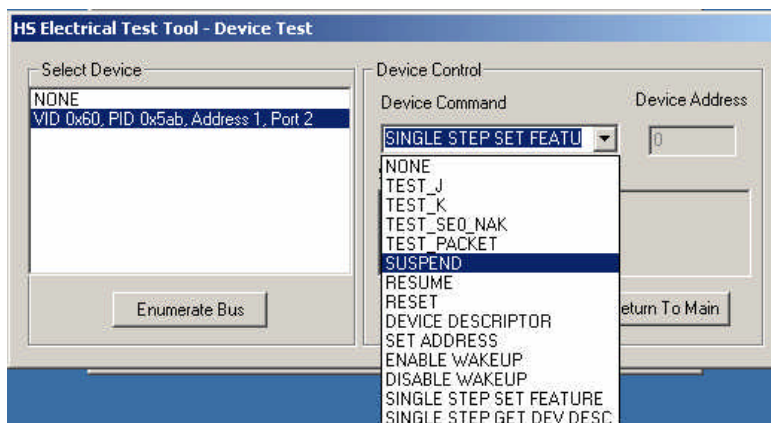 HS Electrical Test Tool - Device Test
Select Device
NONE
VID 0x60, PID 0x5ab, Address 1, Port 2
Enumerate Bus
Device Control
Device Command
Device Address
SINGLE STEP SET FEATU
0
NONE
TEST_J
TEST_K
TEST_SE0_NAK
TEST_PACKET
SUSPEND
RESUME
RESET
DEVICE DESCRIPTOR
SET ADDRESS
ENABLE WAKEUP
DISABLE WAKEUP
SINGLE STEP SET FEATURE
SINGLE STEP GET DEV DESC
eturn To Main